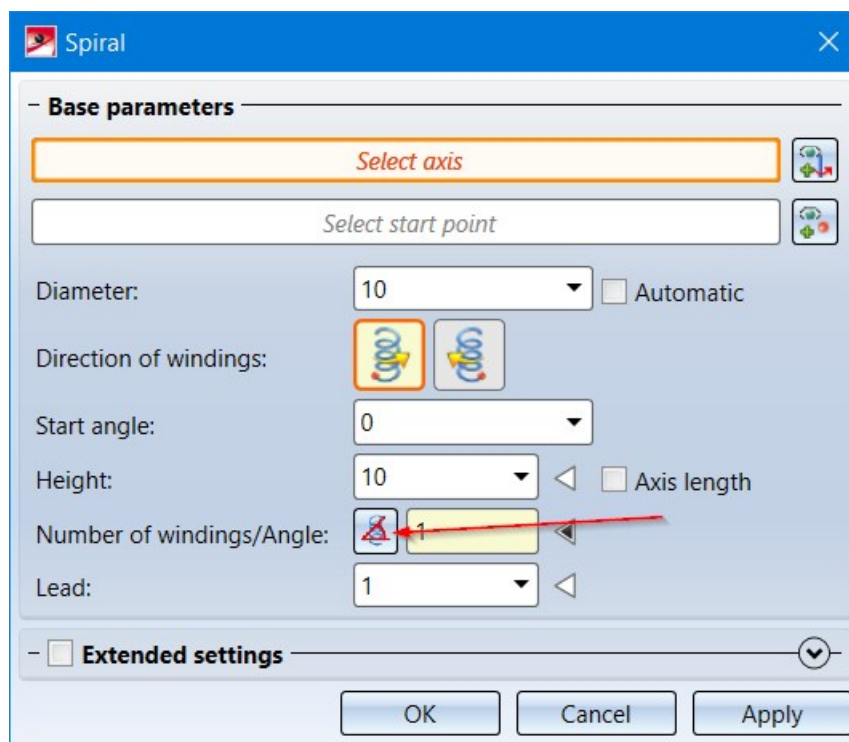 Spiral
Base parameters
Select axis
Select start point
Diameter: 10 Automatic
Direction of windings:
Start angle: 0
Height: 10 Axis length
Number of windings/Angle: 1
Lead: 1
Extended settings
OK Cancel Apply